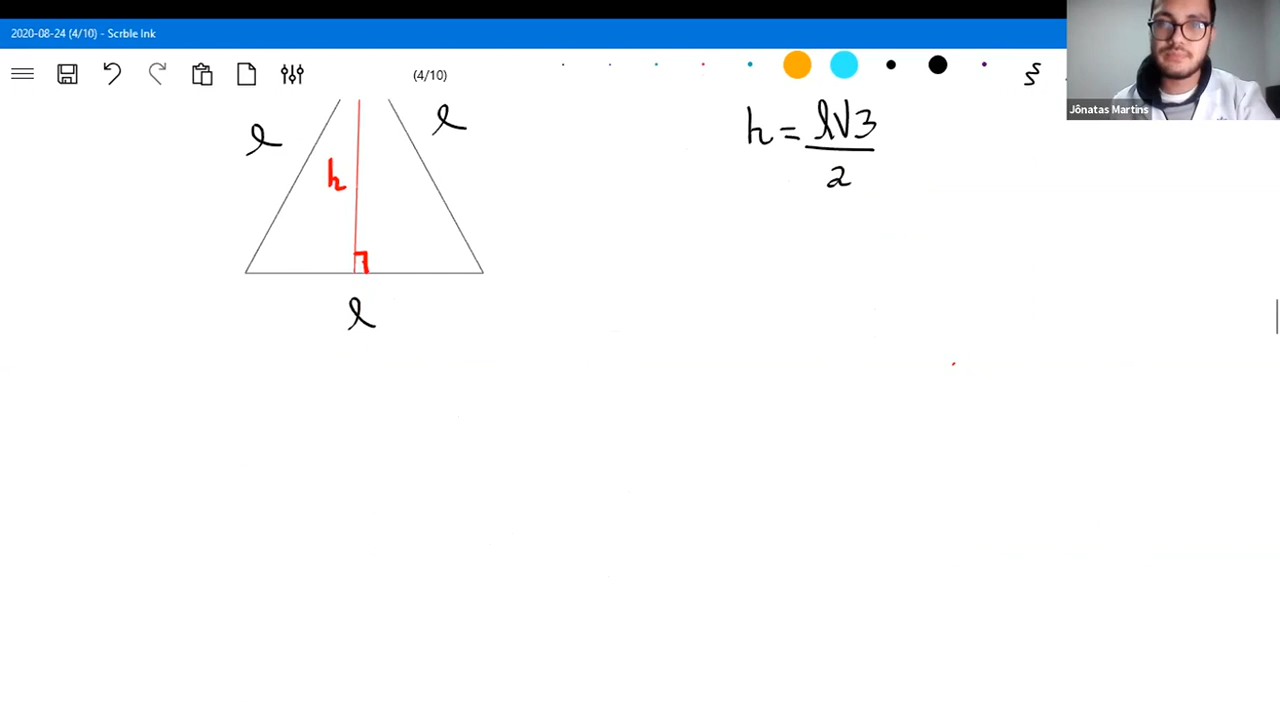 2020-08-24 (4/10) - Scrble Ink
(4/10)
Jônatas Martins
l
l
h
l
h = l√3
2